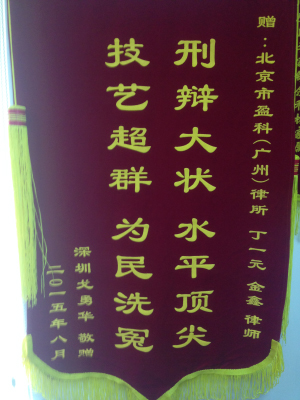 赠：北京市盈科（广州）律所 丁一元 金鑫 律师
刑辩大状 水平顶尖
技艺超群 为民洗冤
深圳戈勇华 敬赠
二〇一五年八月